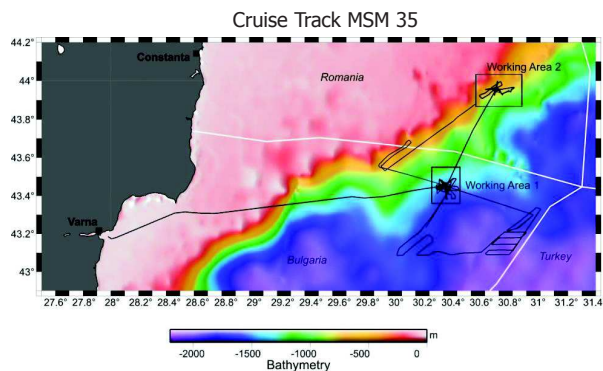 Cruise Track MSM 35
44.2°
44°
43.8°
43.6°
43.4°
43.2°
43°
Constanta
Romania
Working Area 2
Working Area 1
Varna
Bulgaria
Turkey
27.6° 27.8° 28° 28.2° 28.4° 28.6° 28.8° 29° 29.2° 29.4° 29.6° 29.8° 30° 30.2° 30.4° 30.6° 30.8° 31° 31.2° 31.4
-2000 -1500 -1000 -500 0 m
Bathymetry